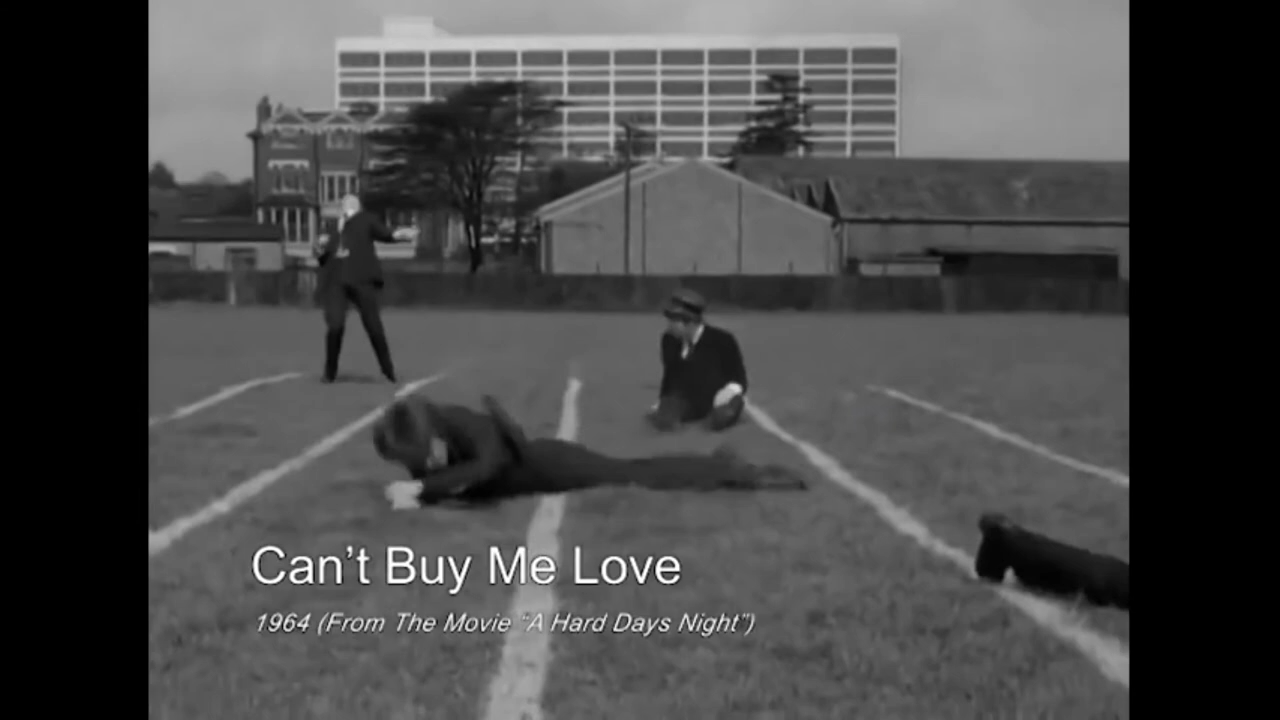 Can’t Buy Me Love
1964 (From The Movie “A Hard Days Night”)